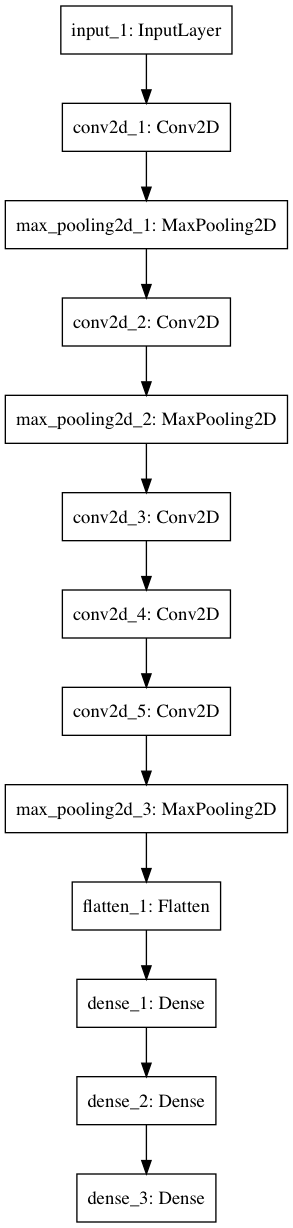 input_1: InputLayer
conv2d_1: Conv2D
max_pooling2d_1: MaxPooling2D
conv2d_2: Conv2D
max_pooling2d_2: MaxPooling2D
conv2d_3: Conv2D
conv2d_4: Conv2D
conv2d_5: Conv2D
max_pooling2d_3: MaxPooling2D
flatten_1: Flatten
dense_1: Dense
dense_2: Dense
dense_3: Dense